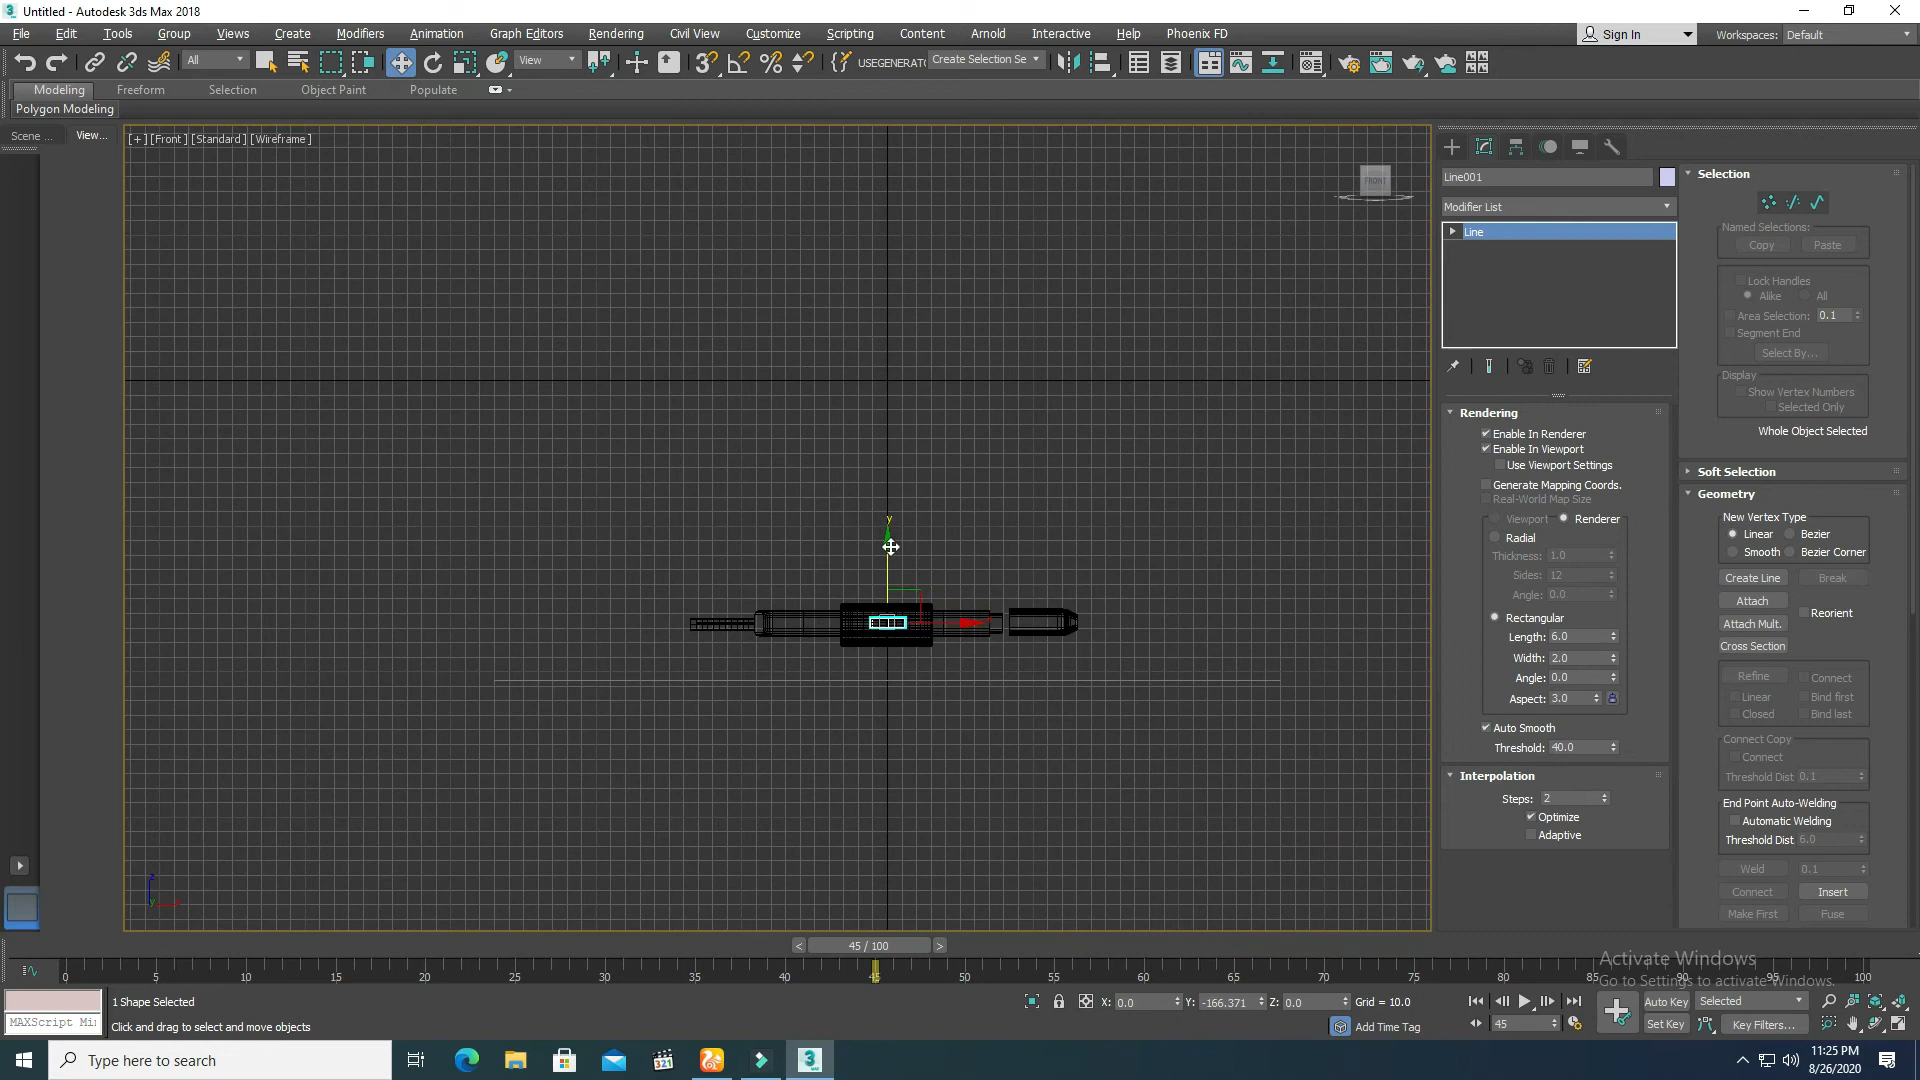 Untitled - Autodesk 3ds Max 2018
File Edit Tools Group Views Create Modifiers Animation Graph Editors Rendering Civil View Customize Scripting Content Arnold Interactive Help Phoenix FD
Sign In Workspaces: Default
All View USEGENERAT Create Selection Se
Modeling Freeform Selection Object Paint Populate
Polygon Modeling
Scene ... View...
[+] [Front] [Standard] [Wireframe]
FRONT
Line001
Modifier List
Line
Rendering
Enable In Renderer
Enable In Viewport
Use Viewport Settings
Generate Mapping Coords.
Real-World Map Size
Viewport Renderer
Radial
Thickness: 1.0
Sides: 12
Angle: 0.0
Rectangular
Length: 6.0
Width: 2.0
Angle: 0.0
Aspect: 3.0
Auto Smooth
Threshold: 40.0
Interpolation
Steps: 2
Optimize
Adaptive
Selection
Named Selections:
Copy Paste
Lock Handles
Alike All
Area Selection: 0.1
Segment End
Select By...
Display
Show Vertex Numbers
Selected Only
Whole Object Selected
Soft Selection
Geometry
New Vertex Type
Linear Bezier
Smooth Bezier Corner
Create Line Break
Attach Reorient
Attach Mult.
Cross Section
Refine Connect
Linear Bind first
Closed Bind last
Connect Copy
Connect
Threshold Dist 0.1
End Point Auto-Welding
Automatic Welding
Threshold Dist 6.0
Weld 0.1
Connect Insert
Make First Fuse
y
z
x
< 45 / 100 >
0 5 10 15 20 25 30 35 40 45 50 55 60 65 70 75 80 85 90 95 100
Activate Windows
Go to Settings to activate Windows.
1 Shape Selected
MAXScript Mi
Click and drag to select and move objects
X: 0.0 Y: -166.371 Z: 0.0 Grid = 10.0
Add Time Tag
45
Auto Key Selected
Set Key Key Filters...
Type here to search
321
3
11:25 PM
8/26/2020